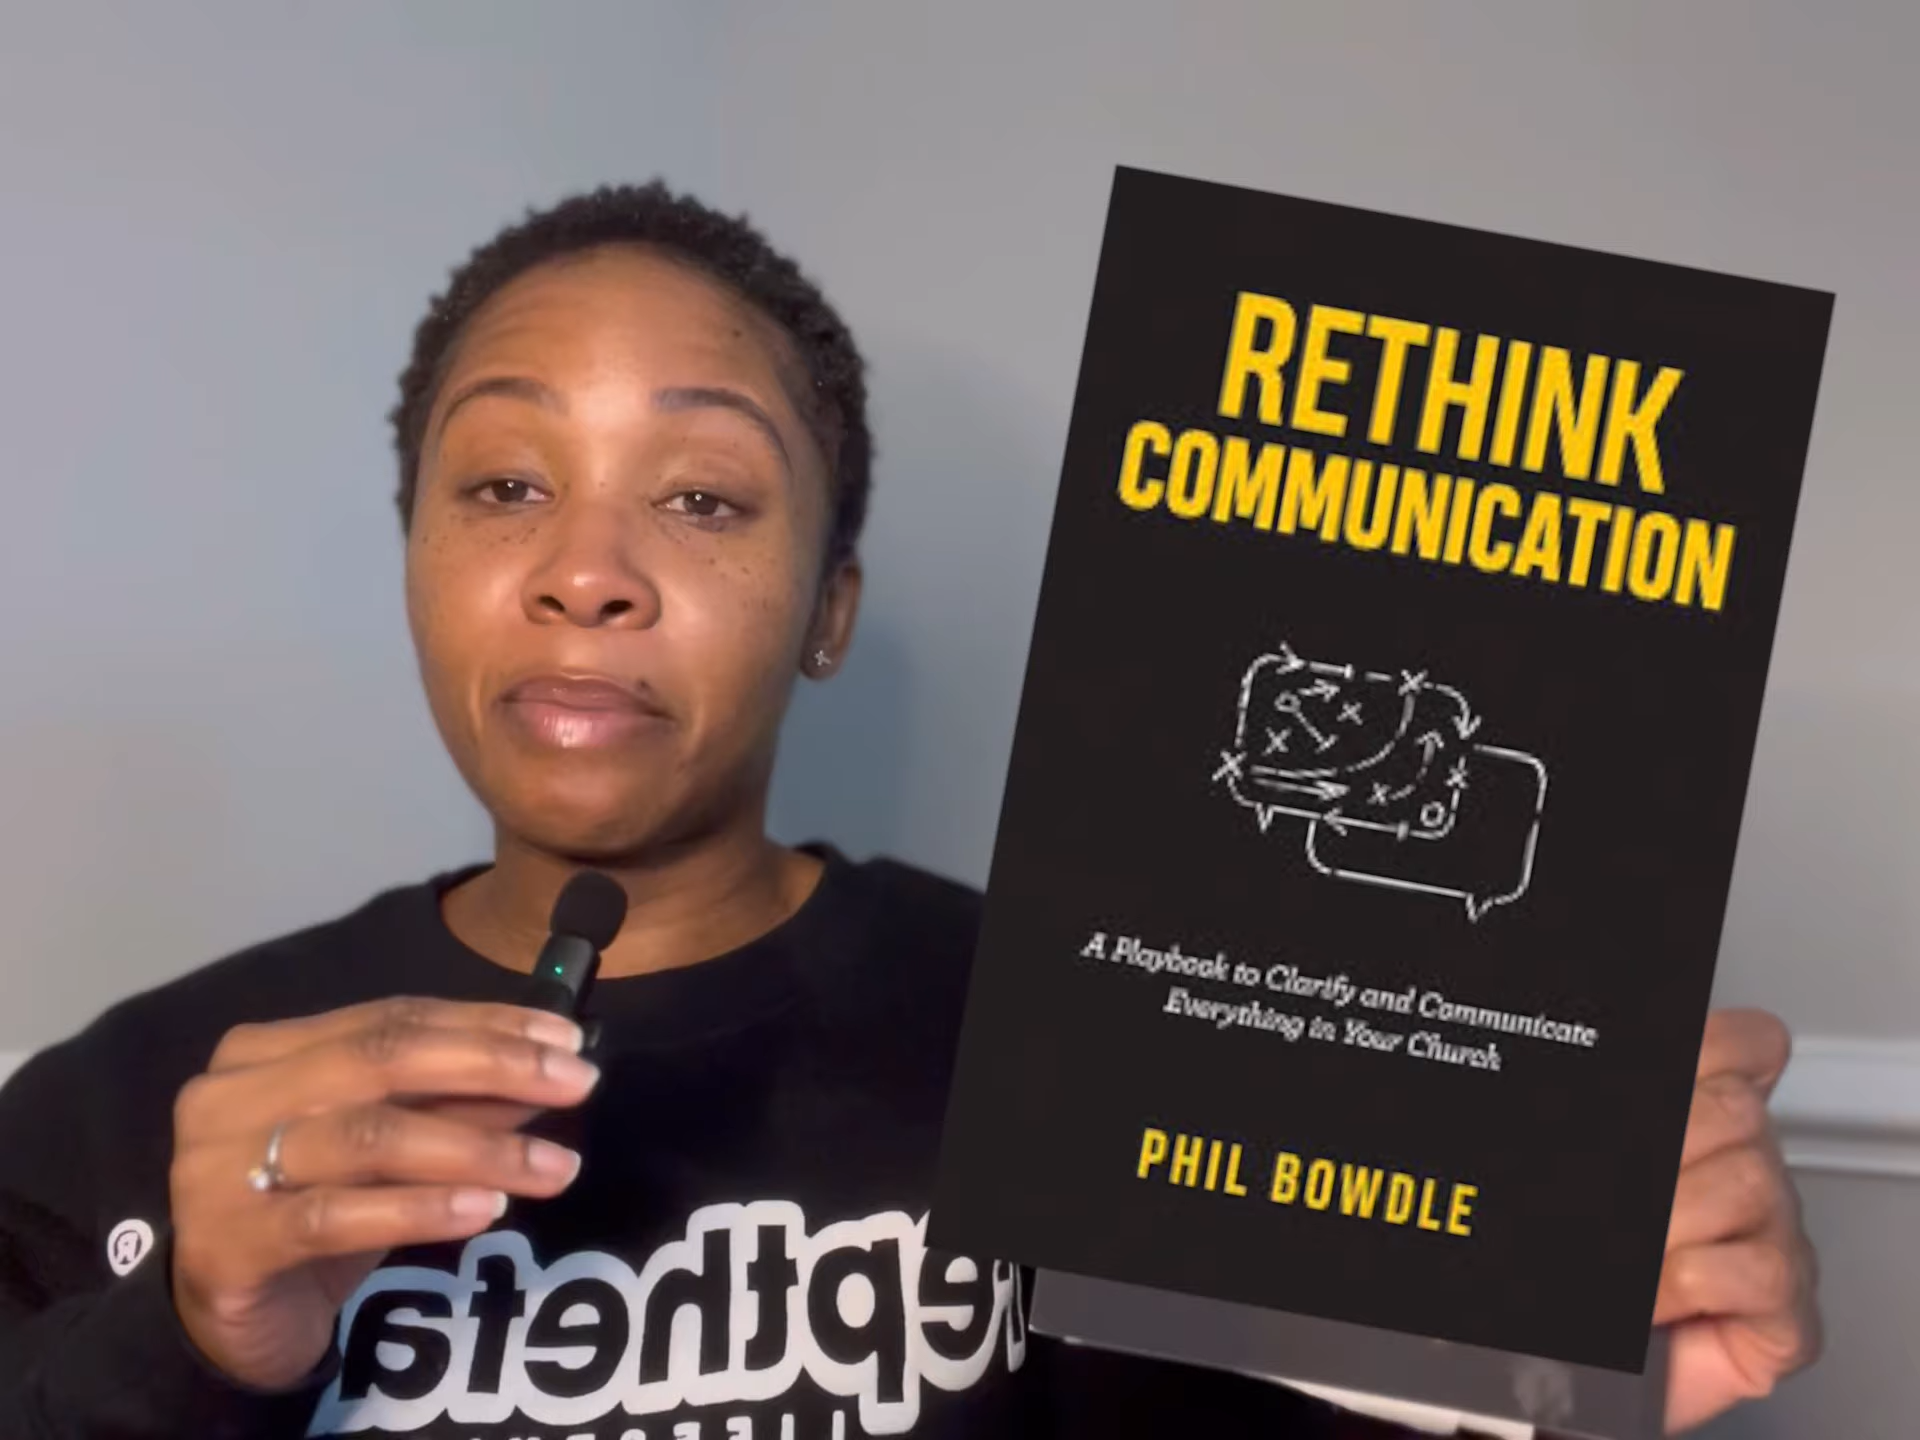 RETHINK
COMMUNICATION
A Playbook to Clarify and Communicate
Everything in Your Church
PHIL BOWDLE
®